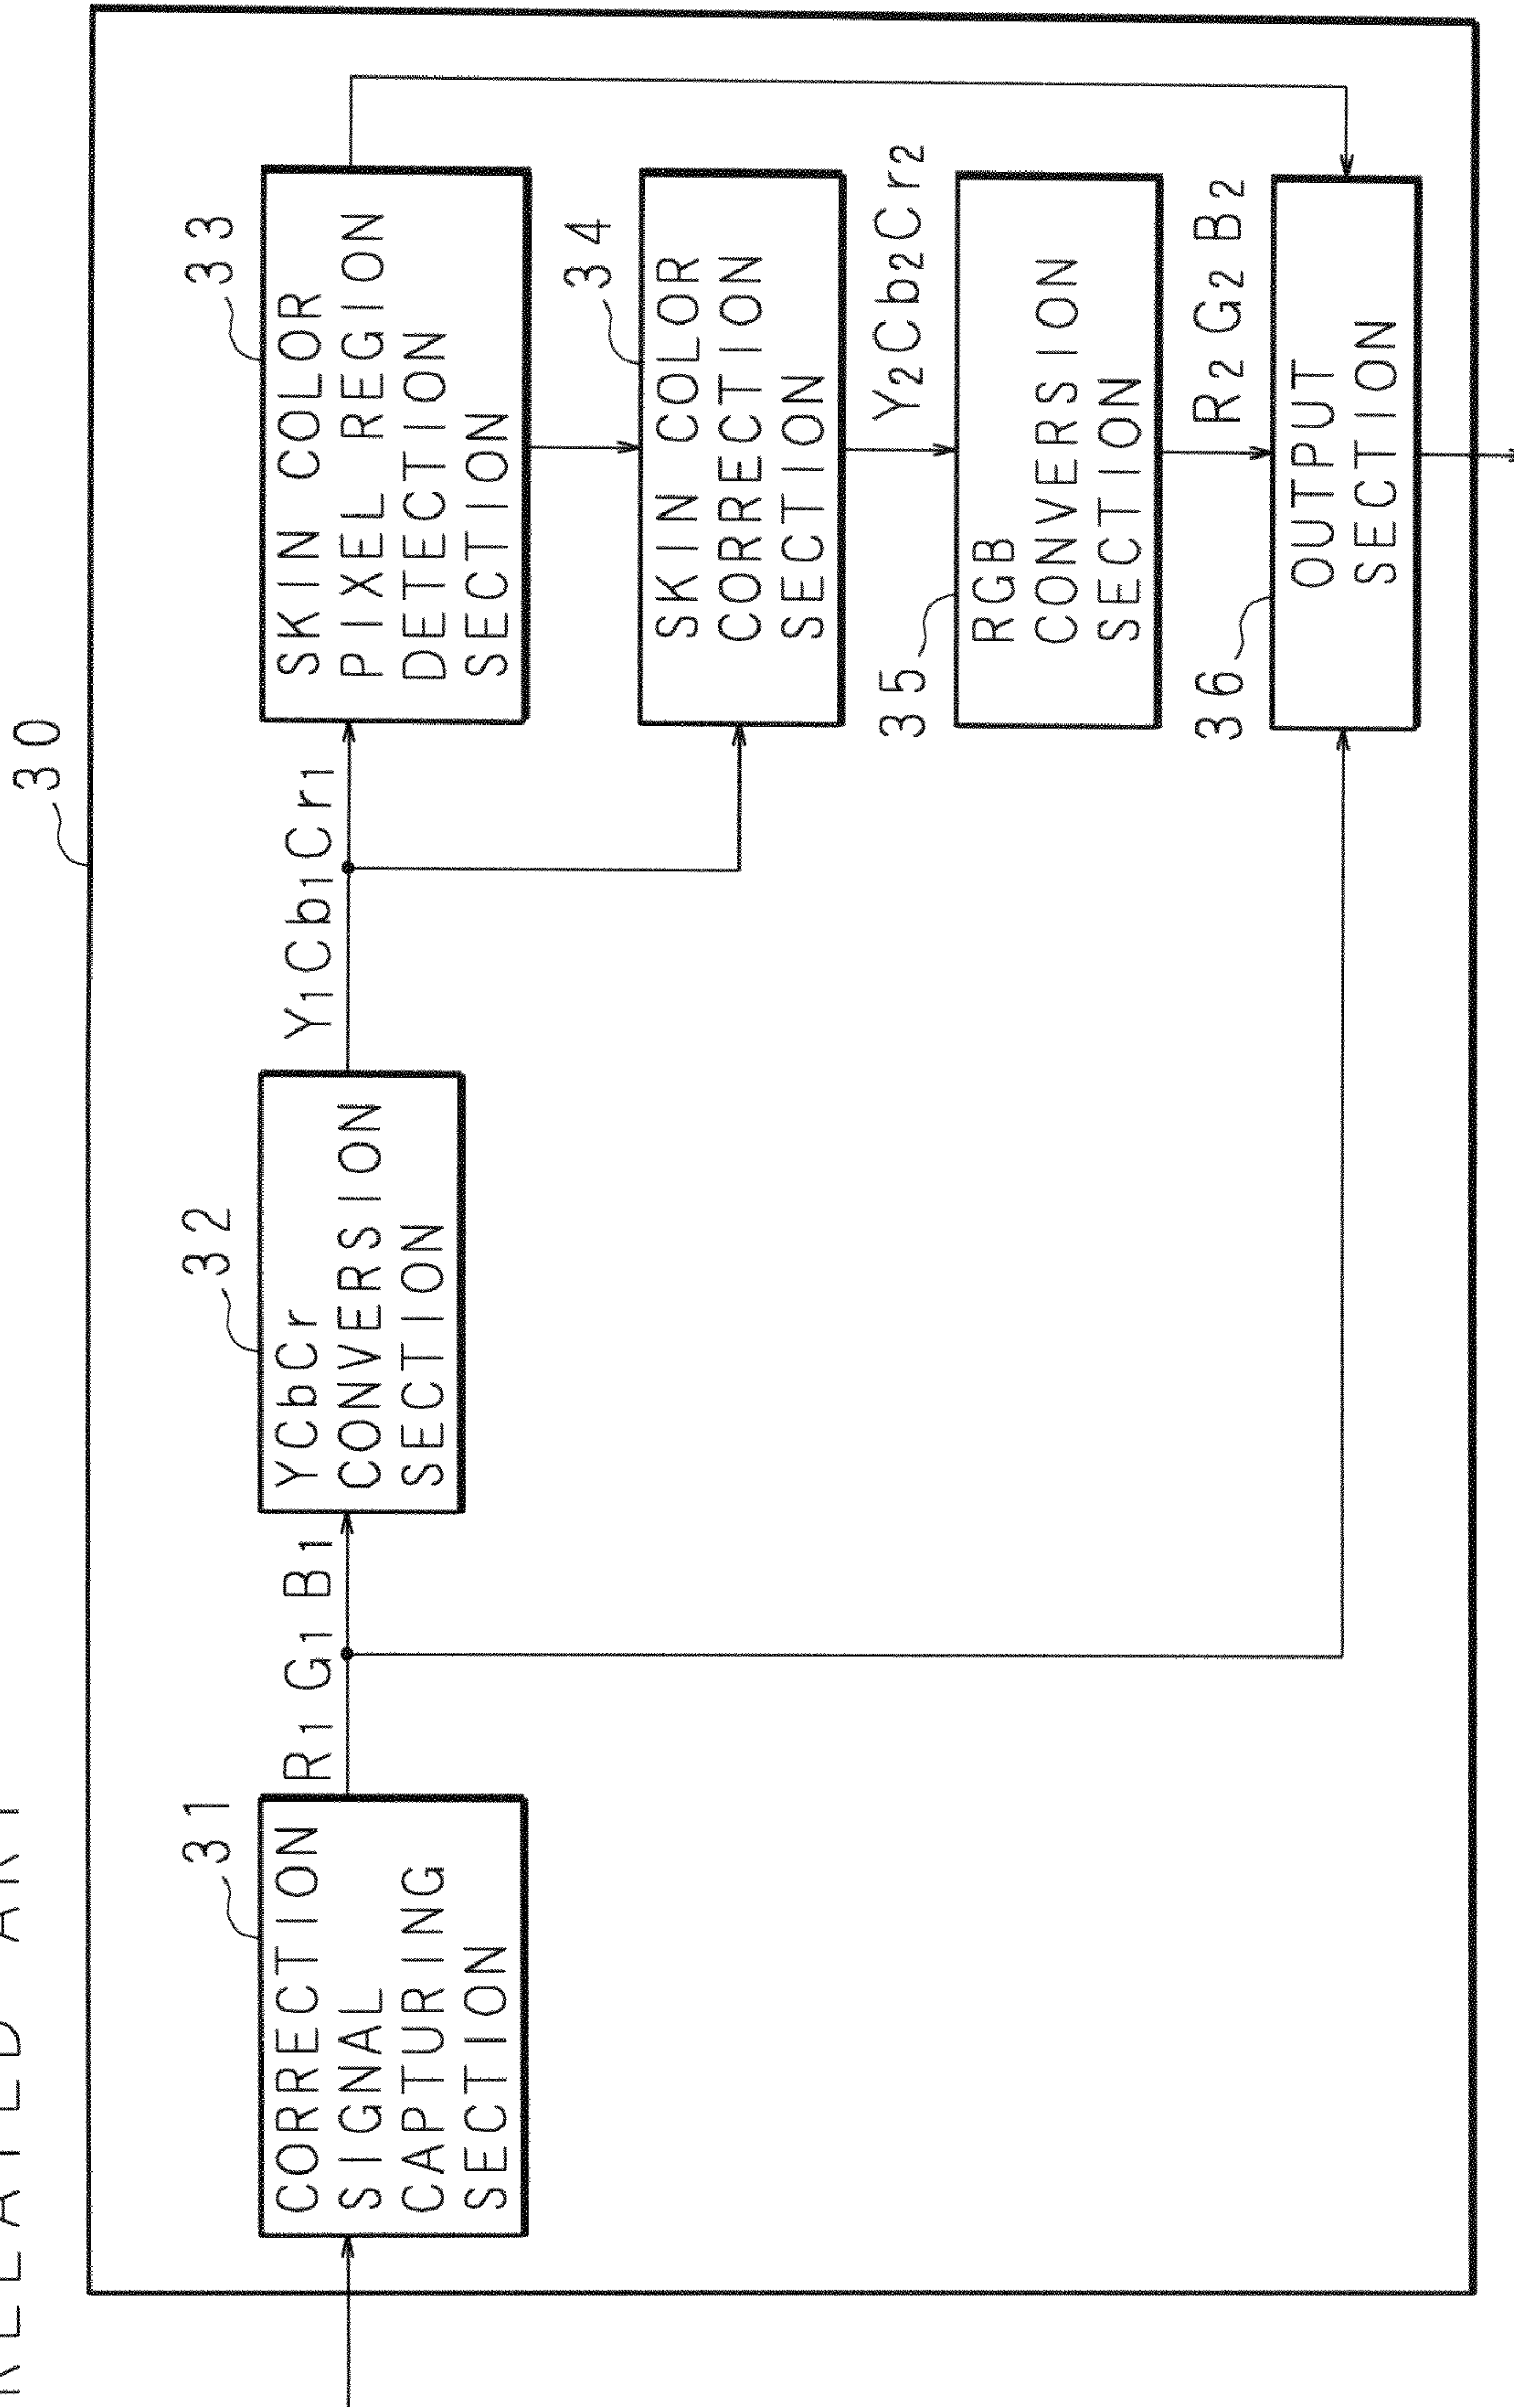 RELATED ART
30
31
CORRECTION
SIGNAL
CAPTURING
SECTION
R1 G1 B1
32
YCbCr
CONVERSION
SECTION
Y1Cb1Cr1
33
SKIN COLOR
PIXEL REGION
DETECTION
SECTION
34
SKIN COLOR
CORRECTION
SECTION
Y2Cb2Cr2
35
RGB
CONVERSION
SECTION
R2 G2 B2
36
OUTPUT
SECTION